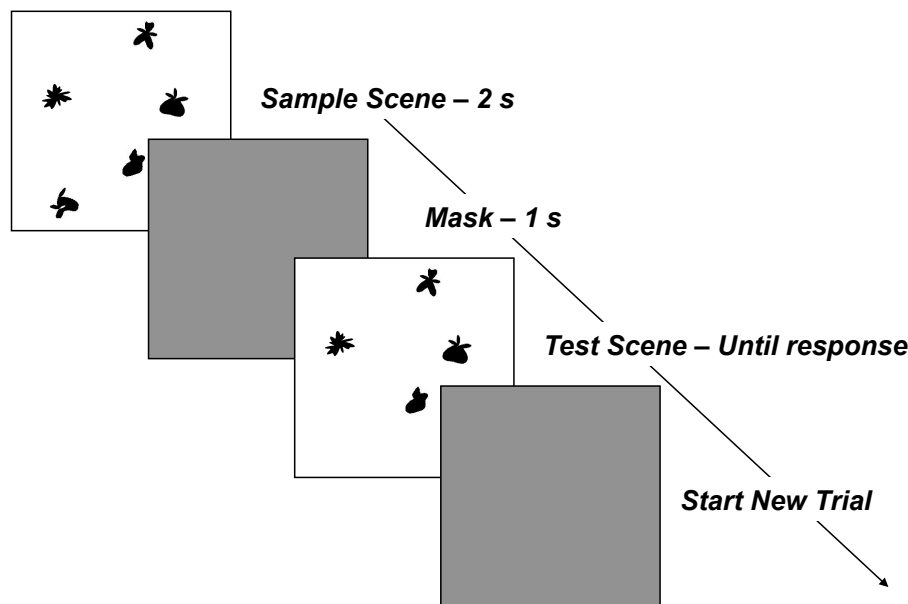 Sample Scene – 2 s
Mask – 1 s
Test Scene – Until response
Start New Trial